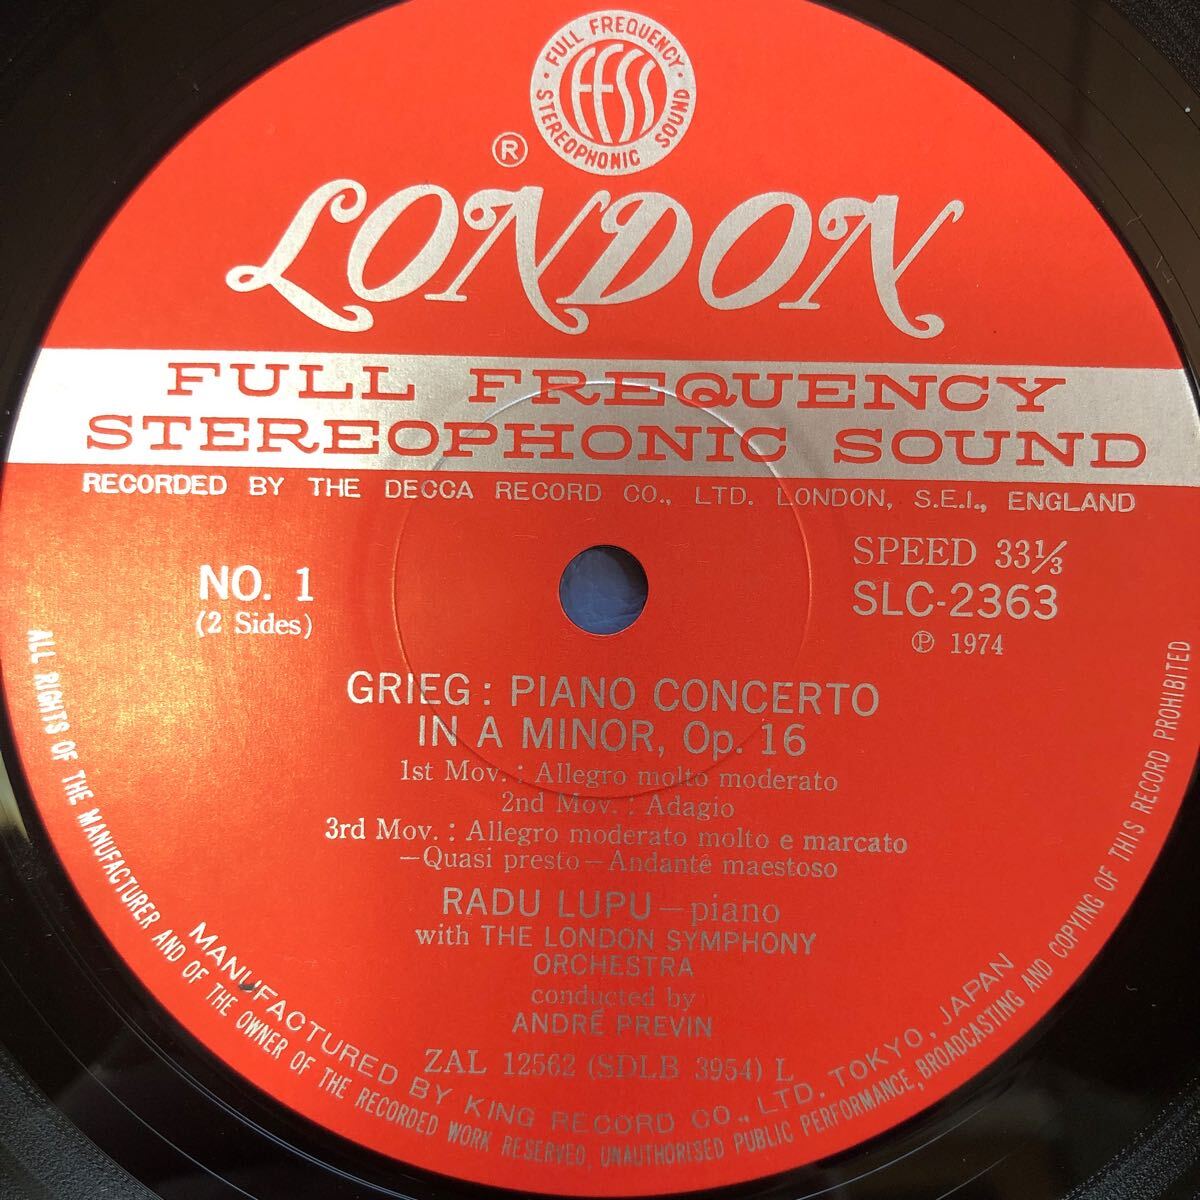 FULL FREQUENCY
STEREOPHONIC SOUND
FFSS
®
LONDON
FULL FREQUENCY
STEREOPHONIC SOUND
RECORDED BY THE DECCA RECORD CO., LTD. LONDON, S.E.I., ENGLAND
NO. 1
(2 Sides)
SPEED 33⅓
SLC-2363
℗ 1974
GRIEG : PIANO CONCERTO
IN A MINOR, Op. 16
1st Mov. : Allegro molto moderato
2nd Mov. : Adagio
3rd Mov. : Allegro moderato molto e marcato
—Quasi presto—Andantê maestoso
RADU LUPU—piano
with THE LONDON SYMPHONY
ORCHESTRA
conducted by
ANDRÉ PREVIN
ZAL 12562 (SDLB 3954) L
MANUFACTURED BY KING RECORD CO., LTD. TOKYO, JAPAN
ALL RIGHTS OF THE MANUFACTURER AND OF THE OWNER OF THE RECORDED WORK RESERVED, UNAUTHORISED PUBLIC PERFORMANCE, BROADCASTING AND COPYING OF THIS RECORD PROHIBITED